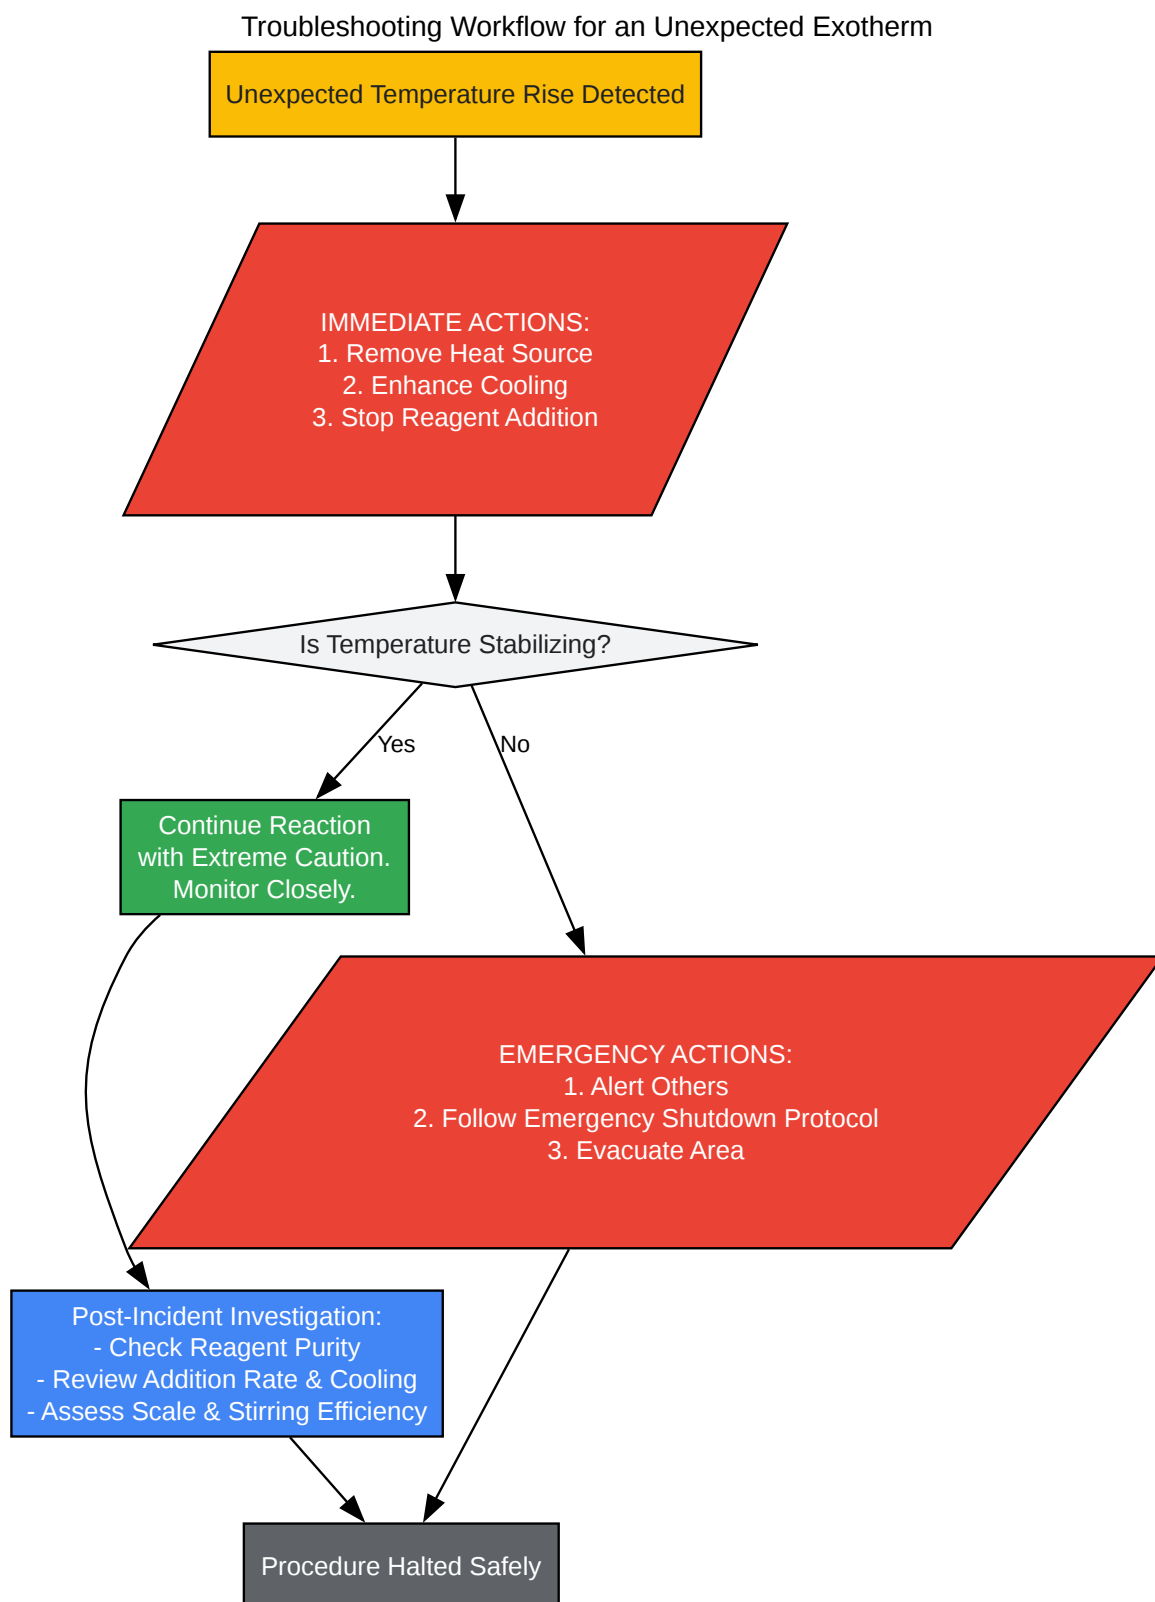 Troubleshooting Workflow for an Unexpected Exotherm
Unexpected Temperature Rise Detected
IMMEDIATE ACTIONS:
1. Remove Heat Source
2. Enhance Cooling
3. Stop Reagent Addition
Is Temperature Stabilizing?
Yes
No
Continue Reaction
with Extreme Caution.
Monitor Closely.
EMERGENCY ACTIONS:
1. Alert Others
2. Follow Emergency Shutdown Protocol
3. Evacuate Area
Post-Incident Investigation:
- Check Reagent Purity
- Review Addition Rate & Cooling
- Assess Scale & Stirring Efficiency
Procedure Halted Safely